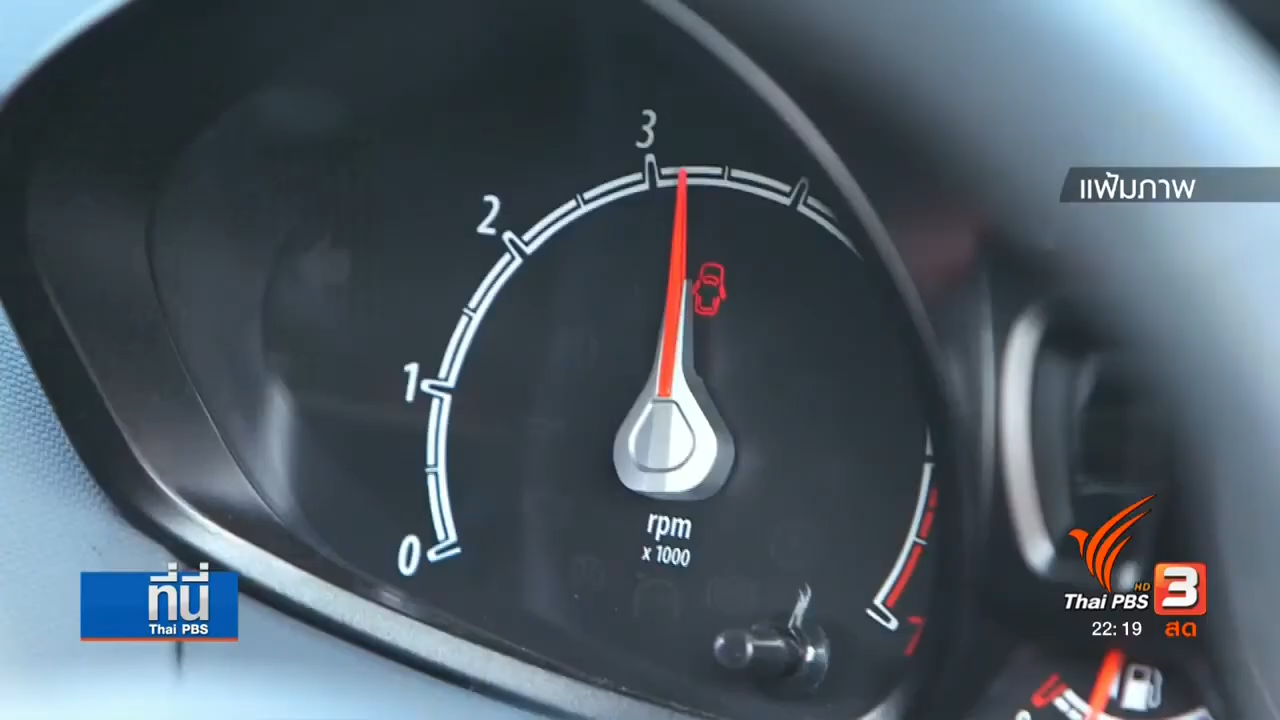 3
2
1
0
rpm
x 1000
7
แฟ้มภาพ
ที่นี่
Thai PBS
HD
Thai PBS 3
22:19 สด